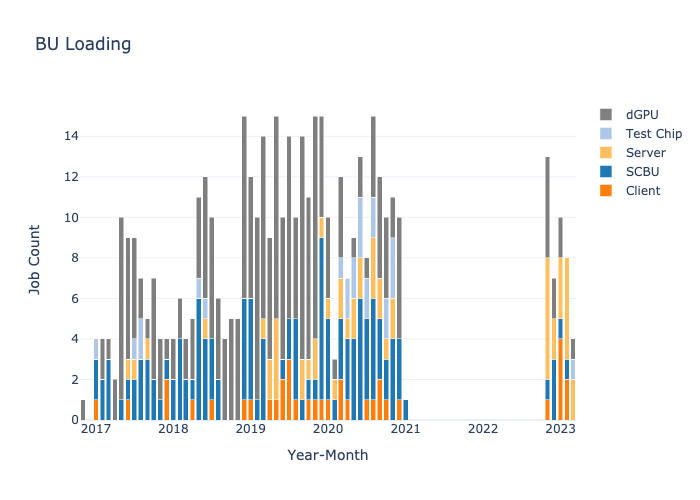 BU Loading
dGPU
Test Chip
Server
SCBU
Client
14
12
10
8
6
4
2
0
Job Count
2017 2018 2019 2020 2021 2022 2023
Year-Month